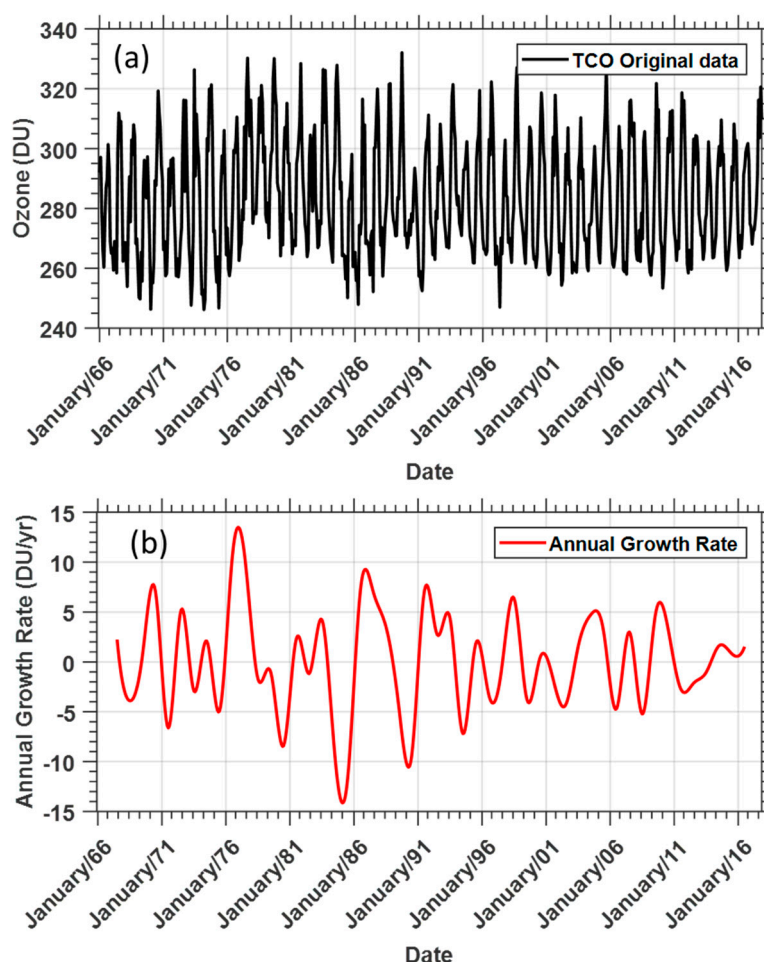 (a)
TCO Original data
Ozone (DU)
340
320
300
280
260
240
January/66
January/71
January/76
January/81
January/86
January/91
January/96
January/01
January/06
January/11
January/16
Date
(b)
Annual Growth Rate
Annual Growth Rate (DU/yr)
15
10
5
0
-5
-10
-15
January/66
January/71
January/76
January/81
January/86
January/91
January/96
January/01
January/06
January/11
January/16
Date